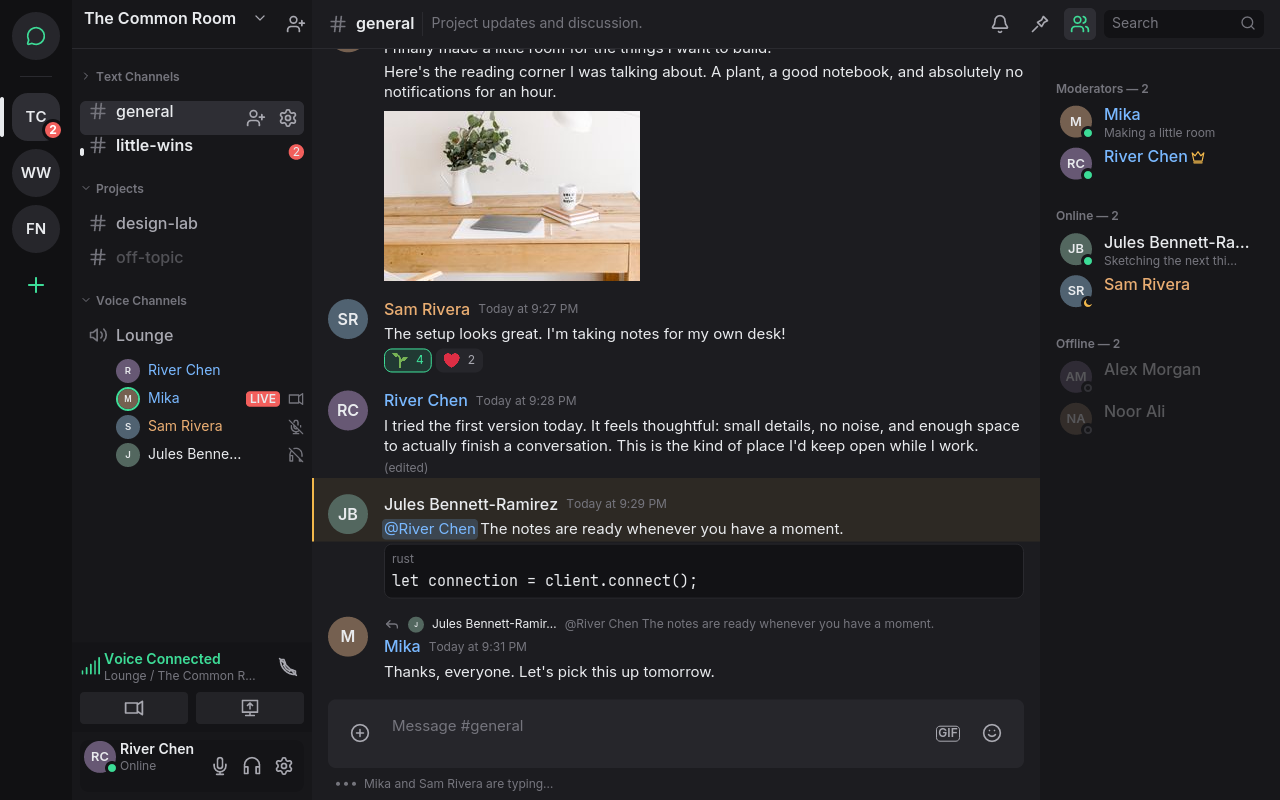 The Common Room
# general
Project updates and discussion.
Search
TC
2
WW
FN
Text Channels
# general
# little-wins
2
Projects
# design-lab
# off-topic
Voice Channels
Lounge
R
River Chen
M
Mika
LIVE
S
Sam Rivera
J
Jules Benne...
Voice Connected
Lounge / The Common R...
RC
River Chen
Online
I finally made a little room for the things I want to build.
Here's the reading corner I was talking about. A plant, a good notebook, and absolutely no
notifications for an hour.
SR
Sam Rivera Today at 9:27 PM
The setup looks great. I'm taking notes for my own desk!
4
2
RC
River Chen Today at 9:28 PM
I tried the first version today. It feels thoughtful: small details, no noise, and enough space
to actually finish a conversation. This is the kind of place I'd keep open while I work.
(edited)
JB
Jules Bennett-Ramirez Today at 9:29 PM
@River Chen The notes are ready whenever you have a moment.
rust
let connection = client.connect();
J
Jules Bennett-Ramir... @River Chen The notes are ready whenever you have a moment.
M
Mika Today at 9:31 PM
Thanks, everyone. Let's pick this up tomorrow.
Message #general
GIF
Mika and Sam Rivera are typing...
Moderators — 2
M
Mika
Making a little room
RC
River Chen
Online — 2
JB
Jules Bennett-Ra...
Sketching the next thi...
SR
Sam Rivera
Offline — 2
AM
Alex Morgan
NA
Noor Ali